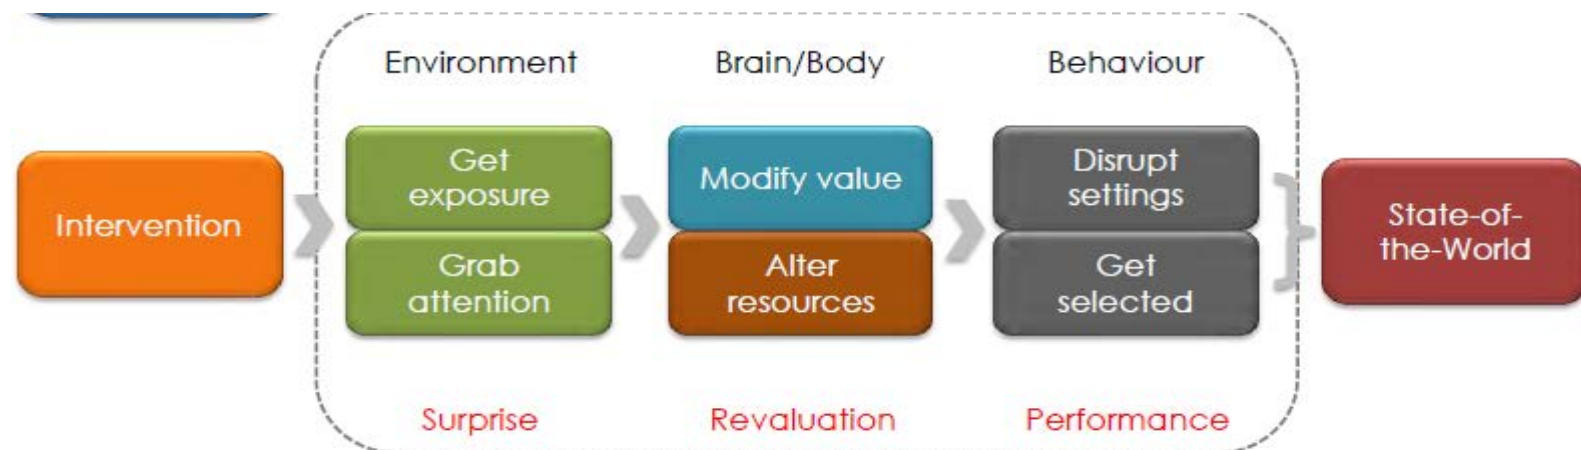 Environment
Brain/Body
Behaviour
Intervention
Get
exposure
Grab
attention
Modify value
Alter
resources
Disrupt
settings
Get
selected
State-of-
the-World
Surprise
Revaluation
Performance